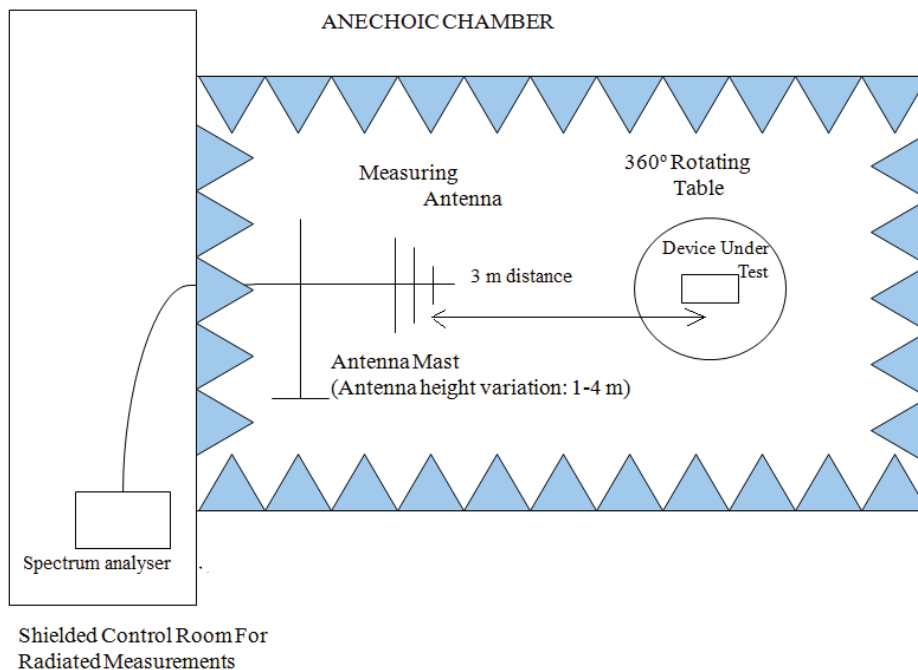 ANECHOIC CHAMBER
Measuring
Antenna
360º Rotating
Table
Device Under
Test
3 m distance
Antenna Mast
(Antenna height variation: 1-4 m)
Spectrum analyser
Shielded Control Room For
Radiated Measurements